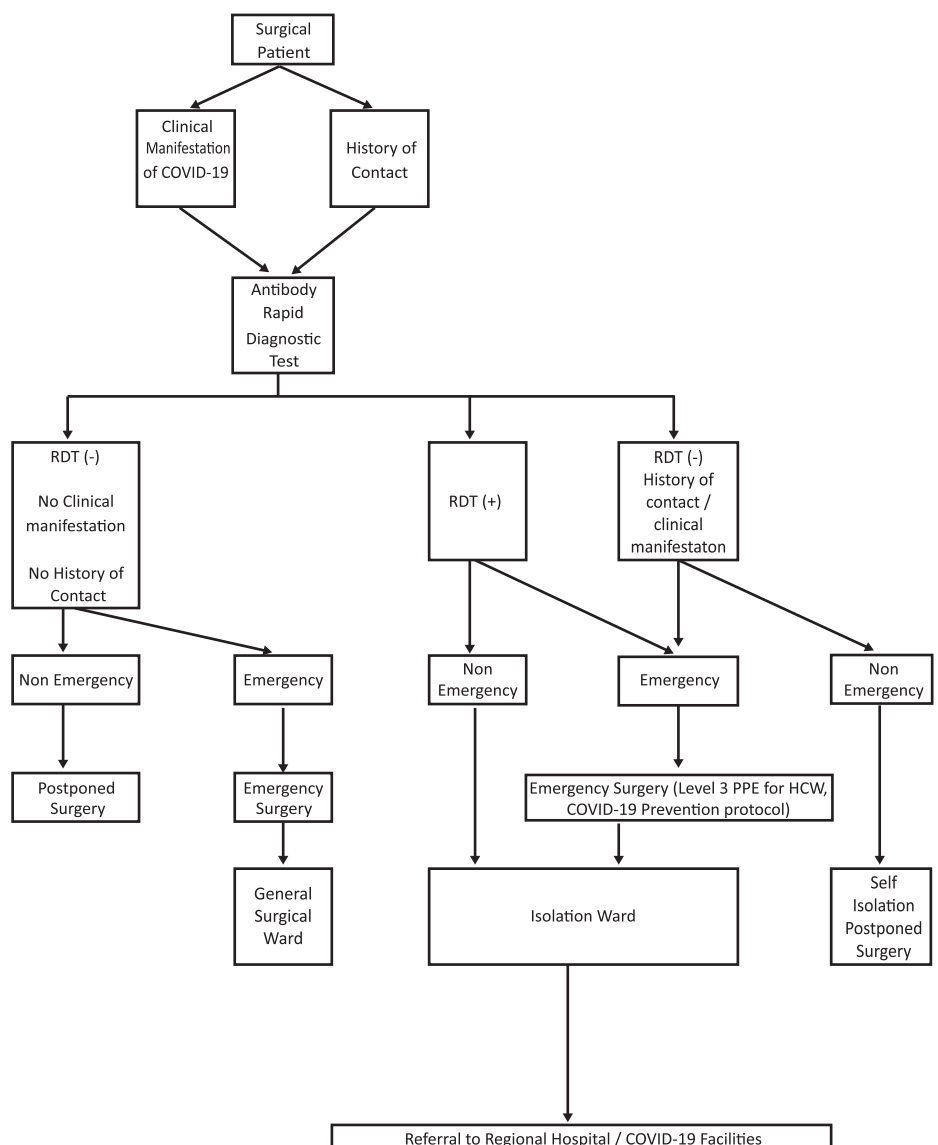 Surgical
Patient
Clinical
Manifestation
of COVID-19
History of
Contact
Antibody
Rapid
Diagnostic
Test
RDT (-)
No Clinical
manifestation
No History of
Contact
RDT (+)
RDT (-)
History of
contact /
clinical
manifestaton
Non Emergency
Emergency
Non
Emergency
Emergency
Non
Emergency
Postponed
Surgery
Emergency
Surgery
Emergency Surgery (Level 3 PPE for HCW,
COVID-19 Prevention protocol)
General
Surgical
Ward
Isolation Ward
Self
Isolation
Postponed
Surgery
Referral to Regional Hospital / COVID-19 Facilities